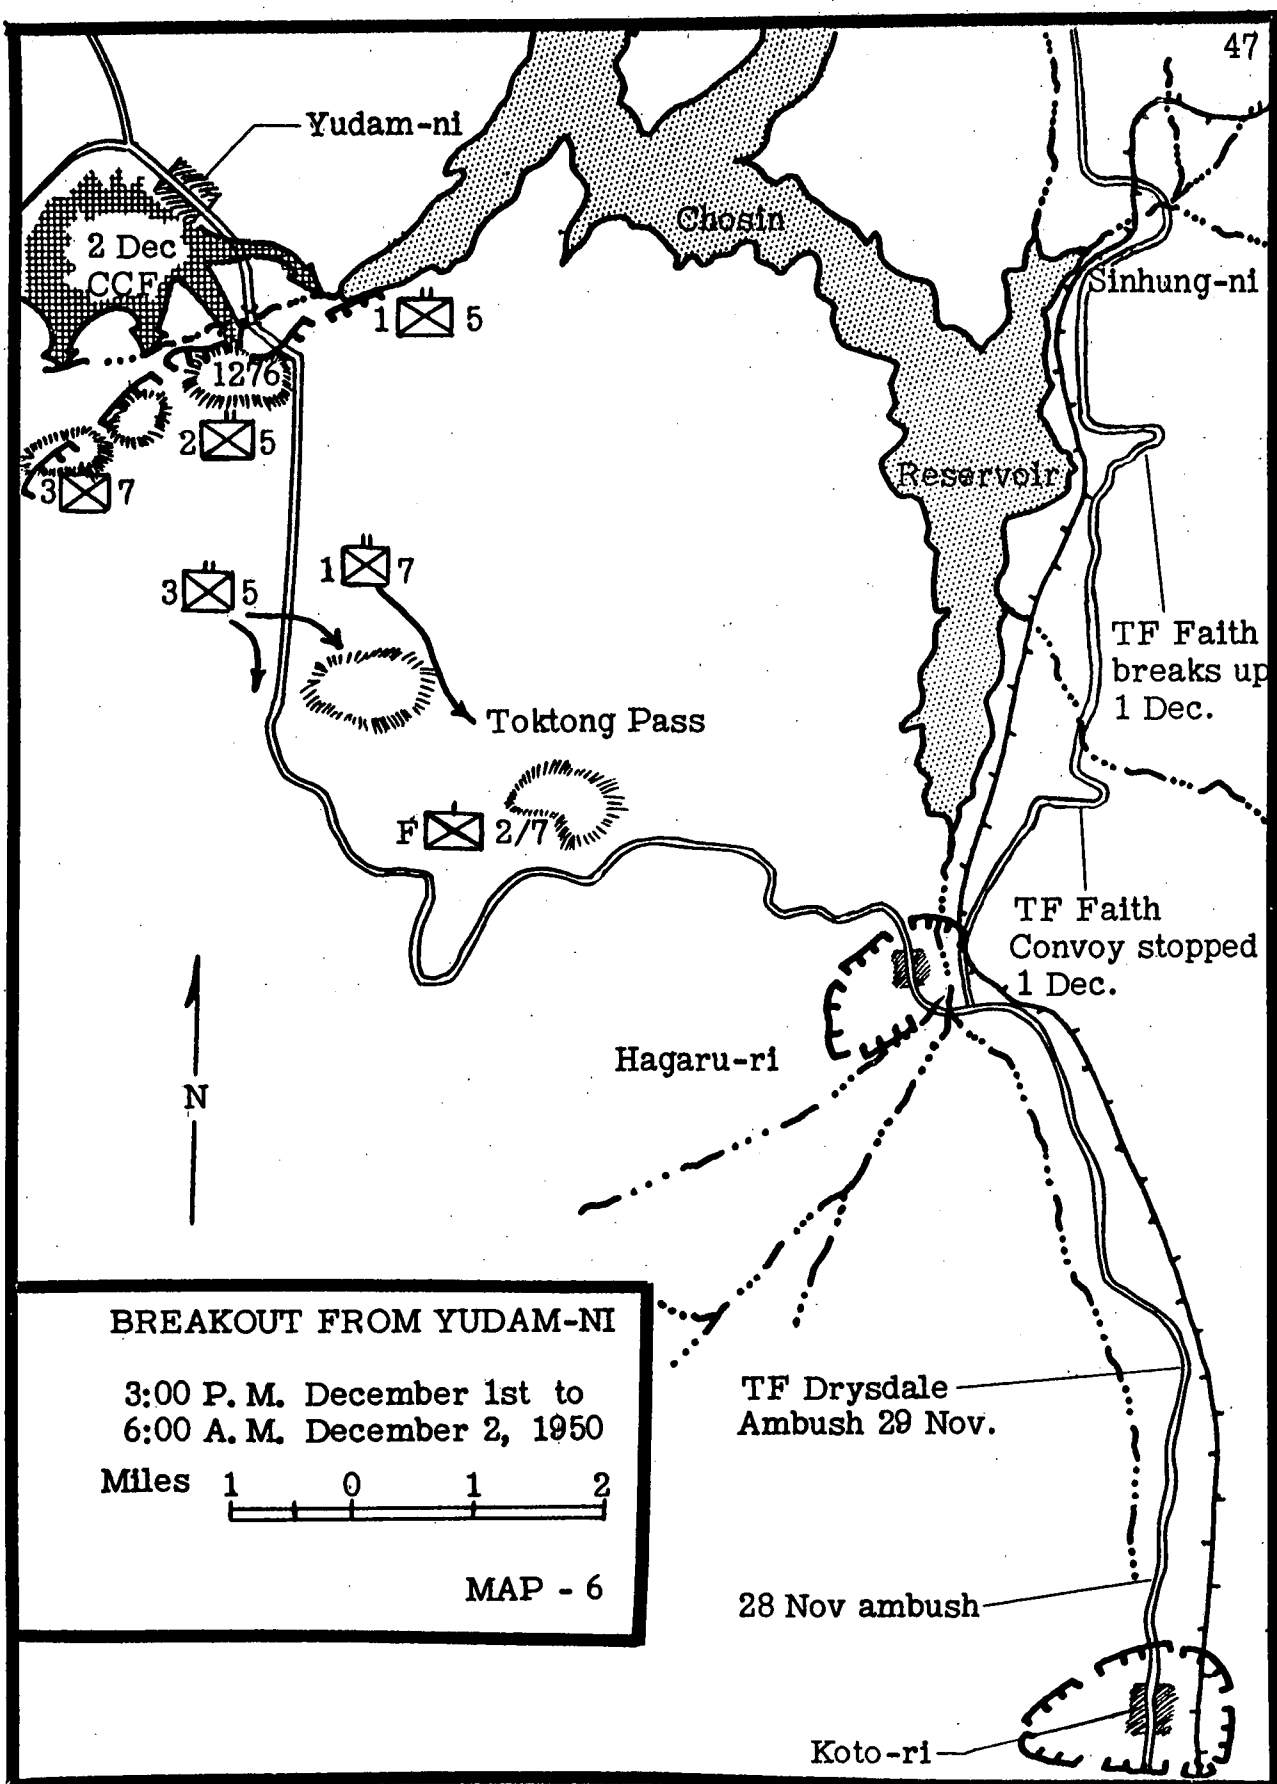 47
Yudam-ni
Chosin
2 Dec
CCF
Sinhung-ni
1 5
1276
2 5
3 7
Reservoir
1 7
3 5
TF Faith
breaks up
1 Dec.
Toktong Pass
F 2/7
TF Faith
Convoy stopped
1 Dec.
Hagaru-ri
N
BREAKOUT FROM YUDAM-NI
3:00 P. M. December 1st to
6:00 A. M. December 2, 1950
Miles 1 0 1 2
MAP - 6
TF Drysdale
Ambush 29 Nov.
28 Nov ambush
Koto-ri